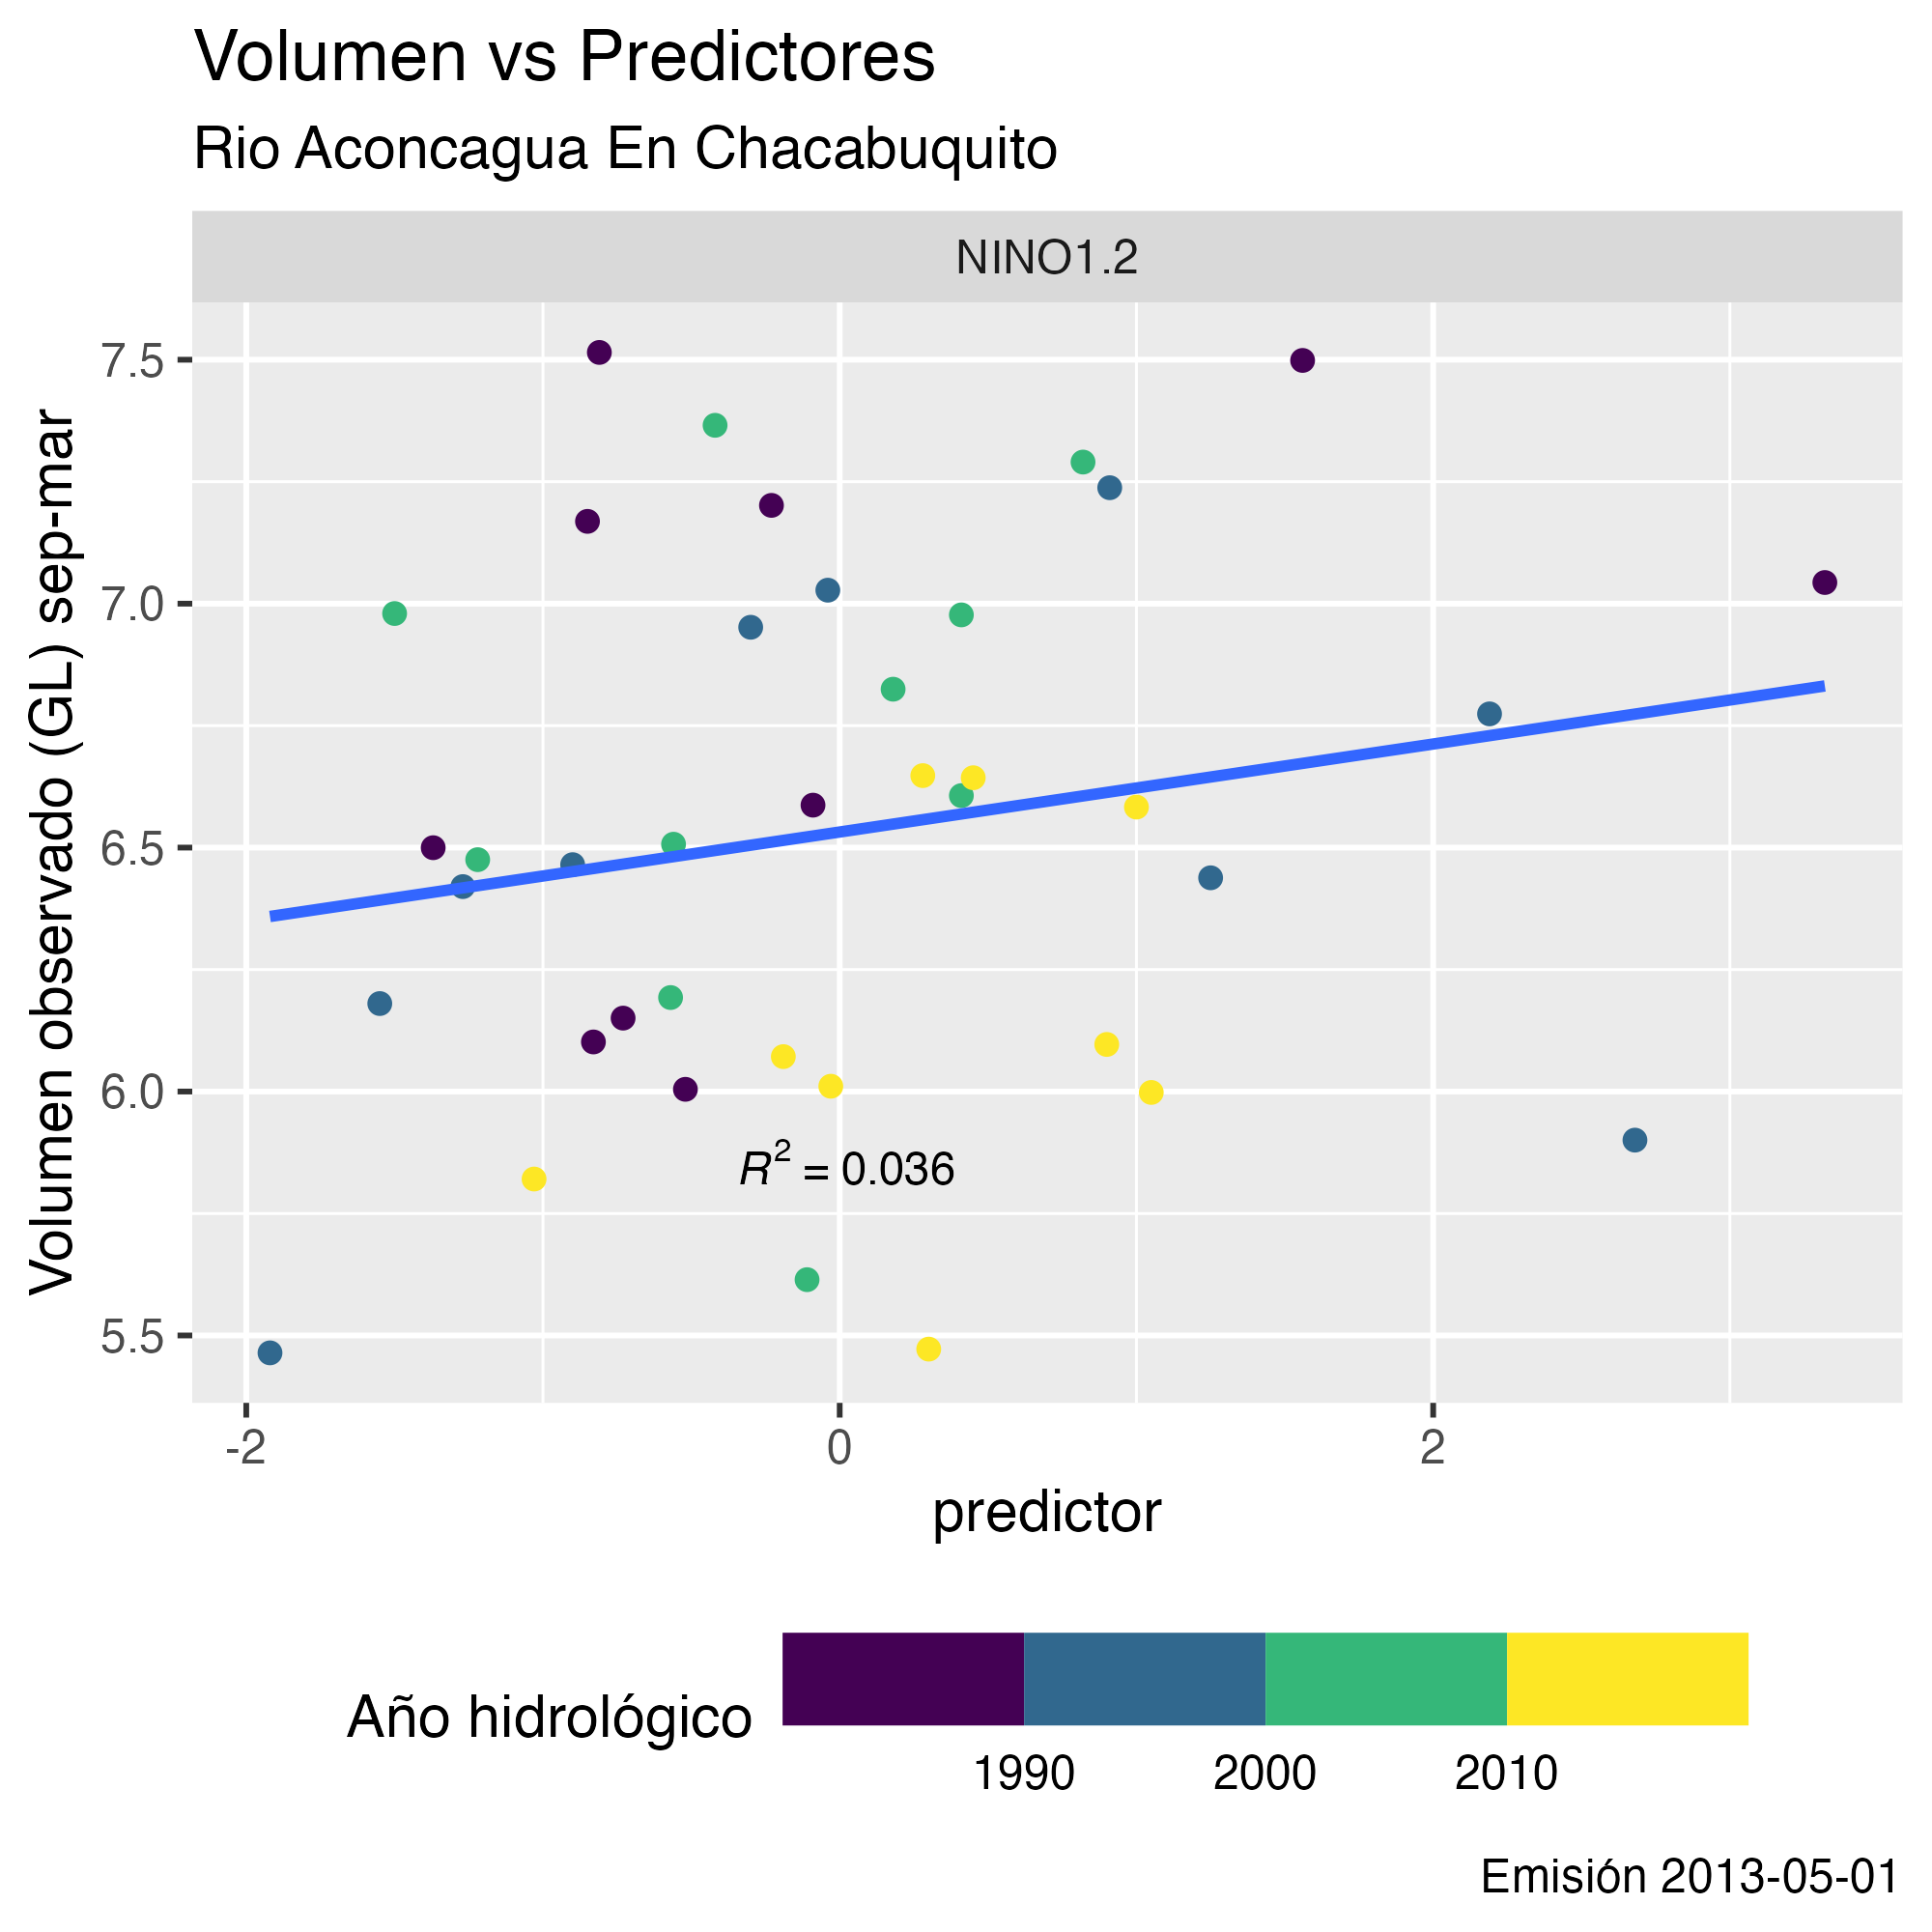 Volumen vs Predictores
Rio Aconcagua En Chacabuquito
NINO1.2
Volumen observado (GL) sep-mar
7.5
7.0
6.5
6.0
5.5
R² = 0.036
-2 0 2
predictor
Año hidrológico
1990 2000 2010
Emisión 2013-05-01